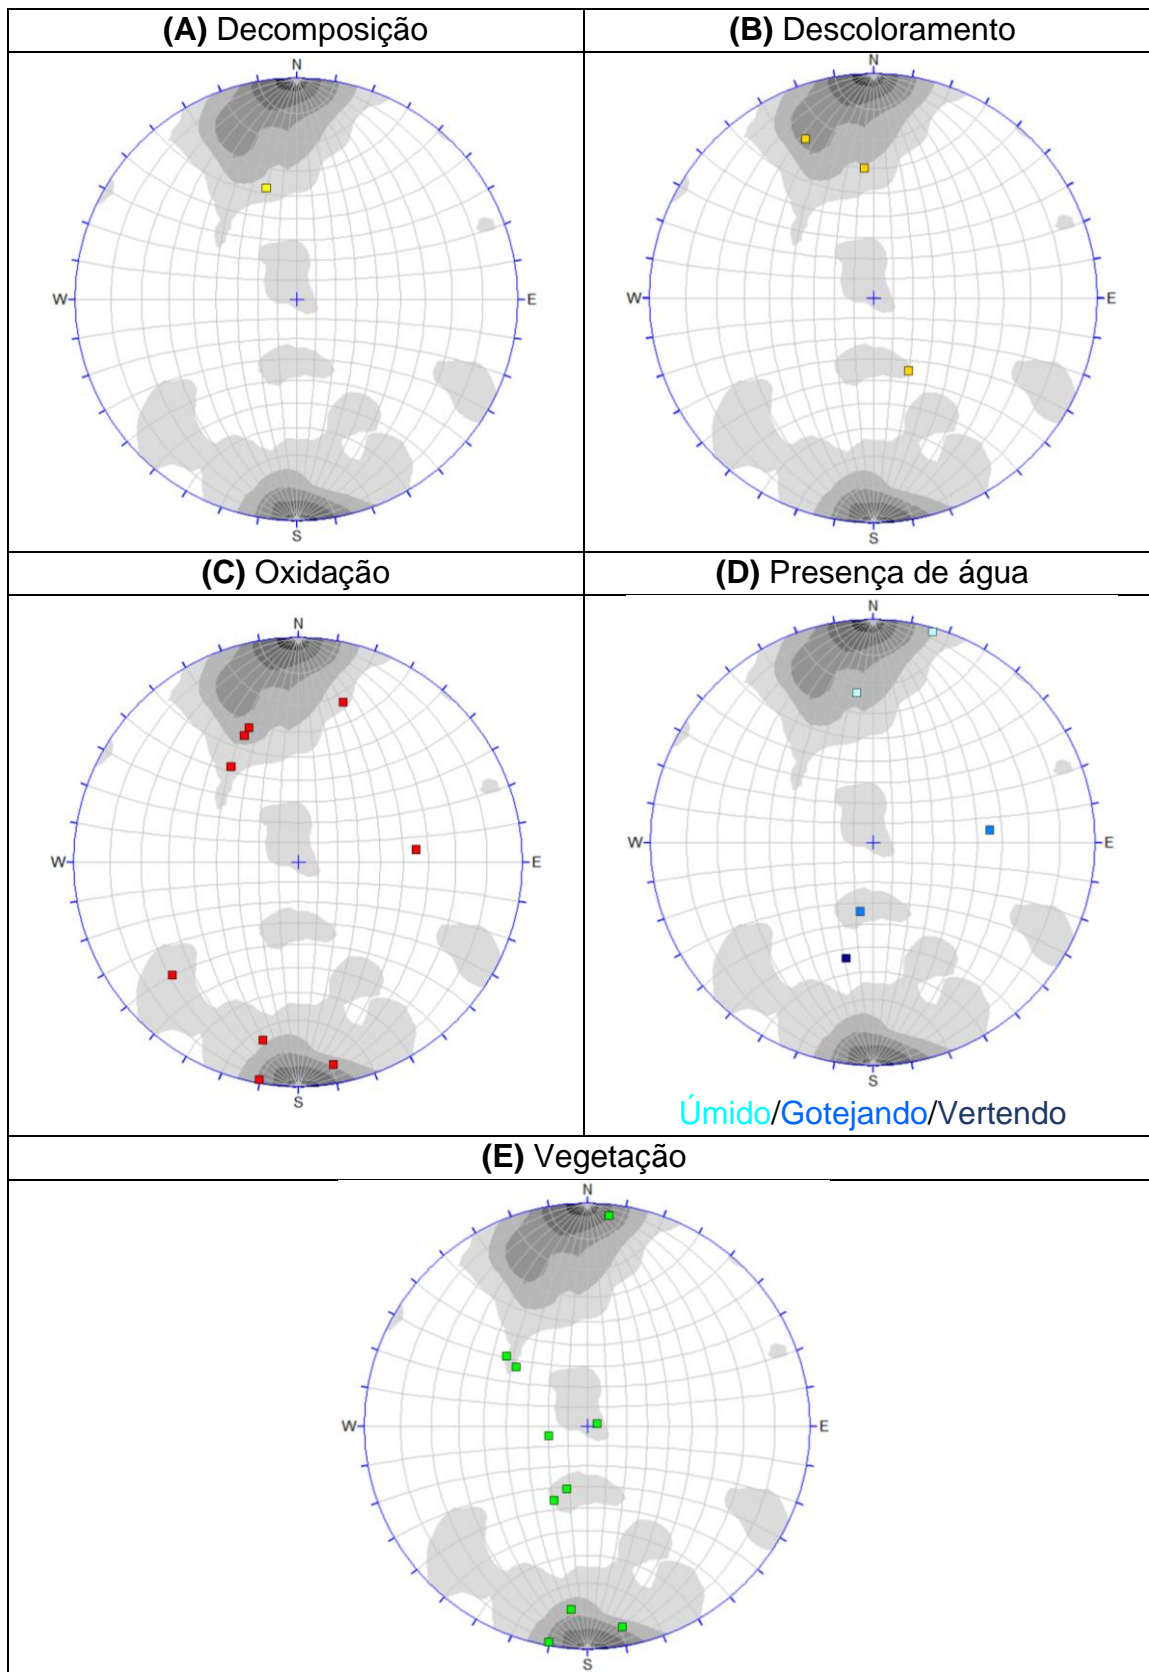 (A) Decomposição
(B) Descoloramento
N
W
E
S
N
W
E
S
(C) Oxidação
(D) Presença de água
N
W
E
S
N
W
E
S
Úmido/Gotejando/Vertendo
(E) Vegetação
N
W
E
S